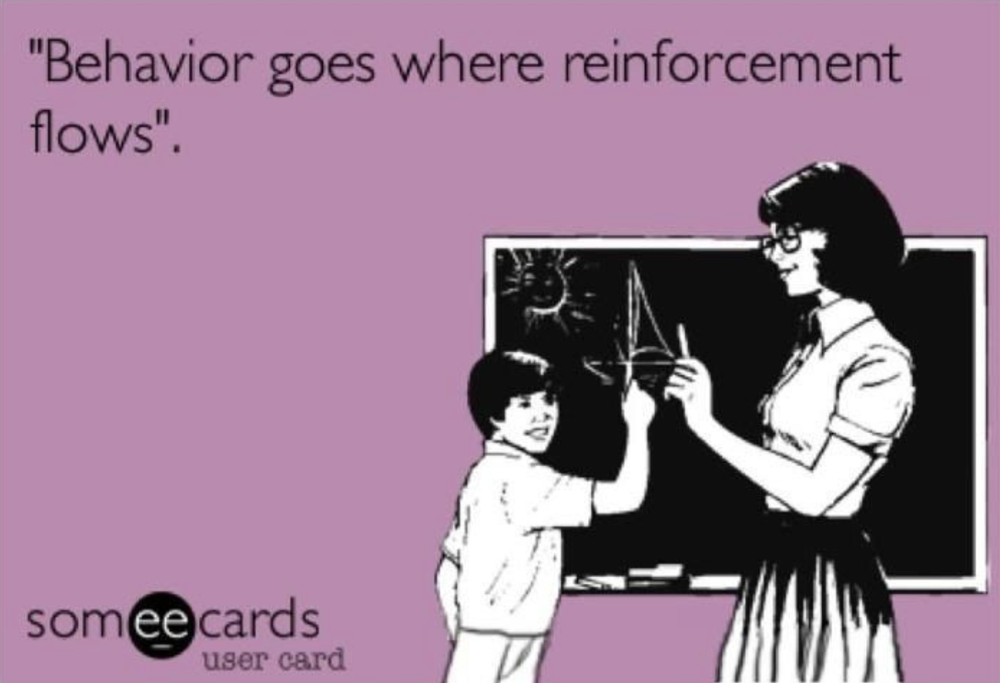 "Behavior goes where reinforcement
flows".
someecards
user card